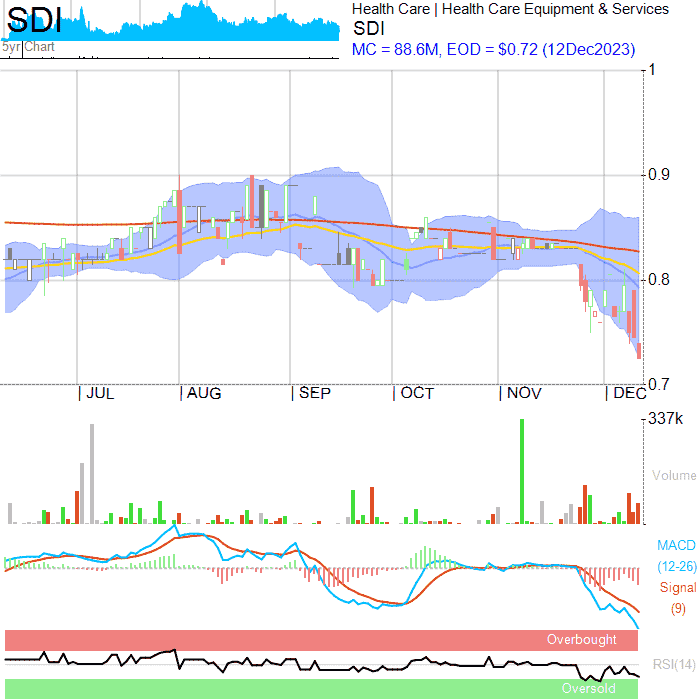 SDI
5yr Chart
Health Care | Health Care Equipment & Services
SDI
MC = 88.6M, EOD = $0.72 (12Dec2023)
1
0.9
0.8
0.7
JUL AUG SEP OCT NOV DEC
337k
Volume
MACD
(12-26)
Signal
(9)
Overbought
RSI(14)
Oversold